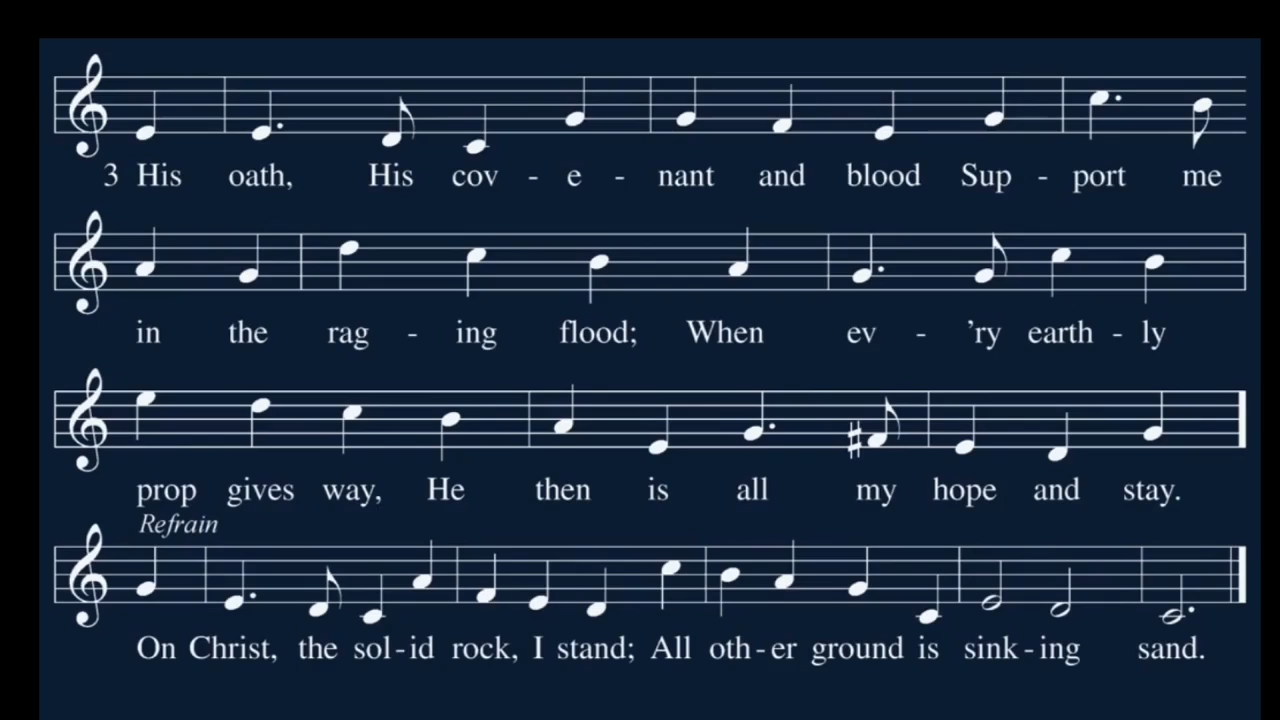 3 His oath, His cov - e - nant and blood Sup - port me
in the rag - ing flood; When ev - 'ry earth - ly
prop gives way, He then is all my hope and stay.
Refrain
On Christ, the sol - id rock, I stand; All oth - er ground is sink - ing sand.